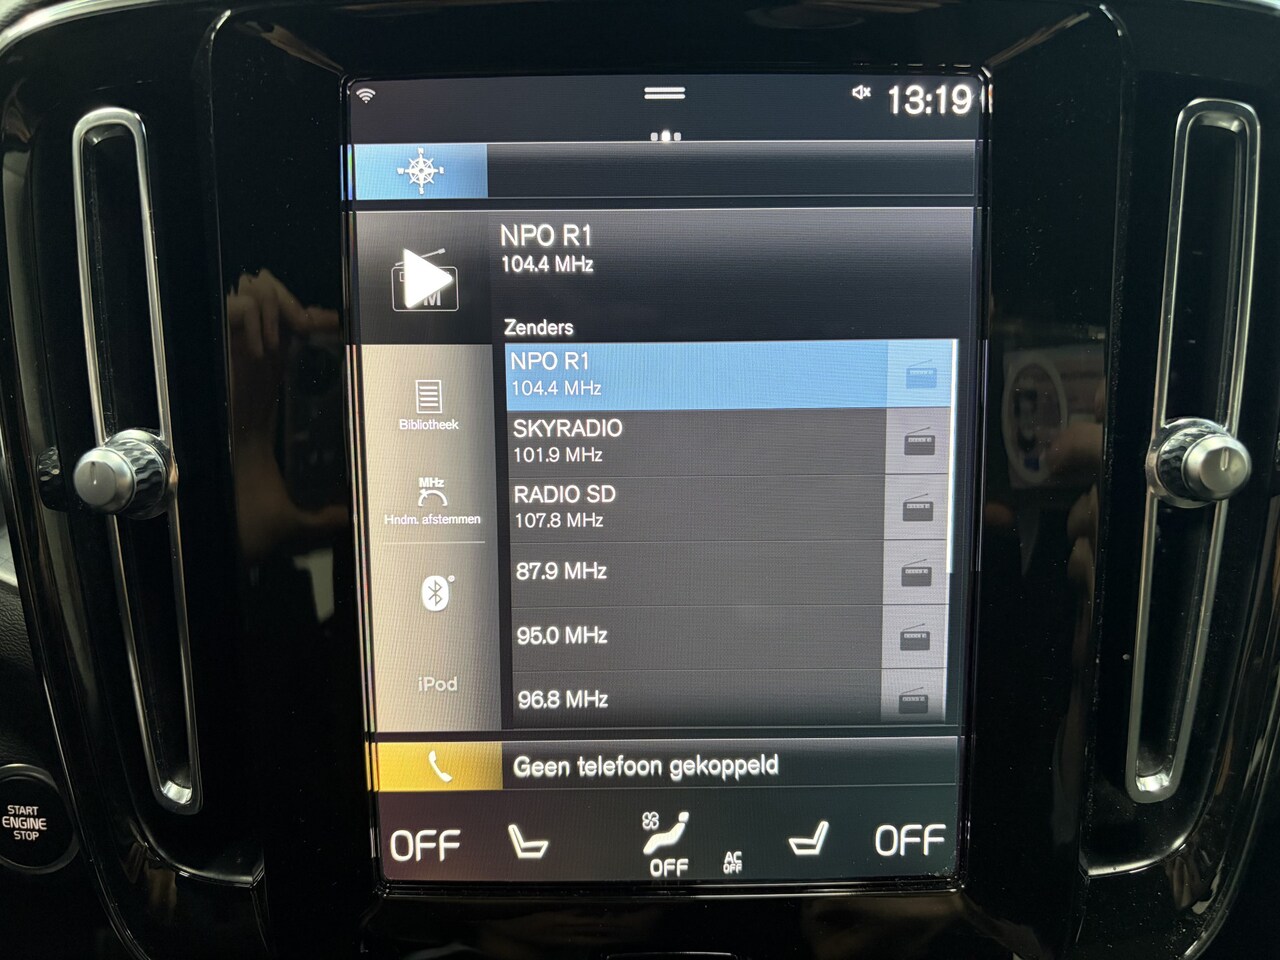 13:19
N
W E
S
NPO R1
104.4 MHz
Zenders
NPO R1
104.4 MHz
SKYRADIO
101.9 MHz
RADIO SD
107.8 MHz
87.9 MHz
95.0 MHz
96.8 MHz
Bibliotheek
MHz
Hndm. afstemmen
iPod
Geen telefoon gekoppeld
OFF
OFF
AC
OFF
OFF
START
ENGINE
STOP